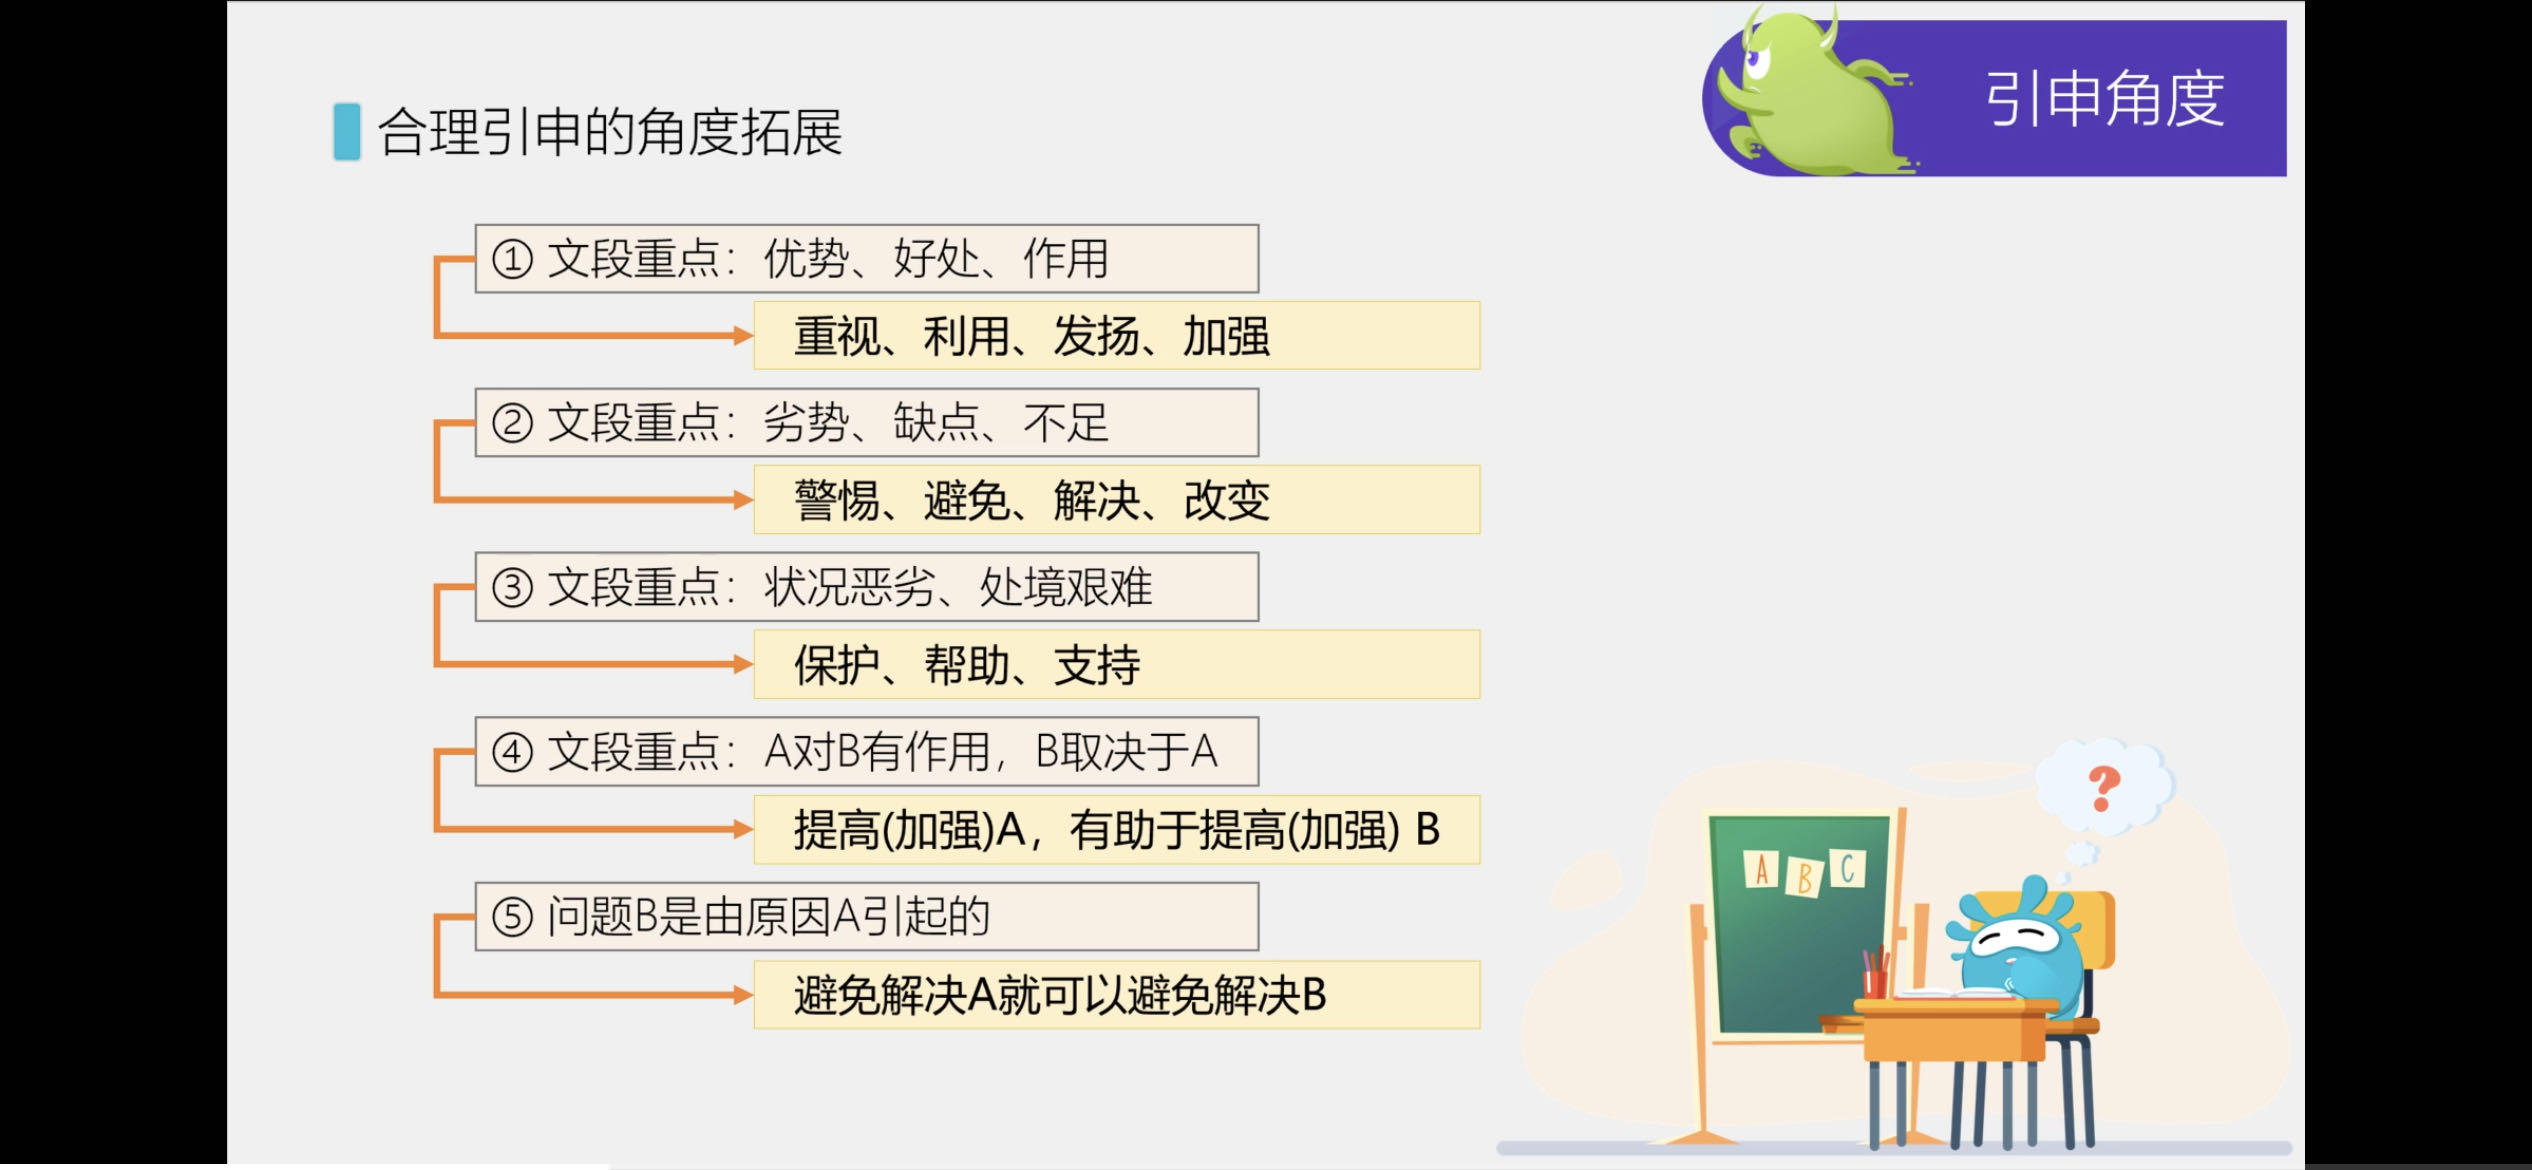 引申角度
合理引申的角度拓展
① 文段重点：优势、好处、作用
重视、利用、发扬、加强
② 文段重点：劣势、缺点、不足
警惕、避免、解决、改变
③ 文段重点：状况恶劣、处境艰难
保护、帮助、支持
④ 文段重点：A对B有作用，B取决于A
提高(加强)A，有助于提高(加强) B
⑤ 问题B是由原因A引起的
避免解决A就可以避免解决B
?
A B C